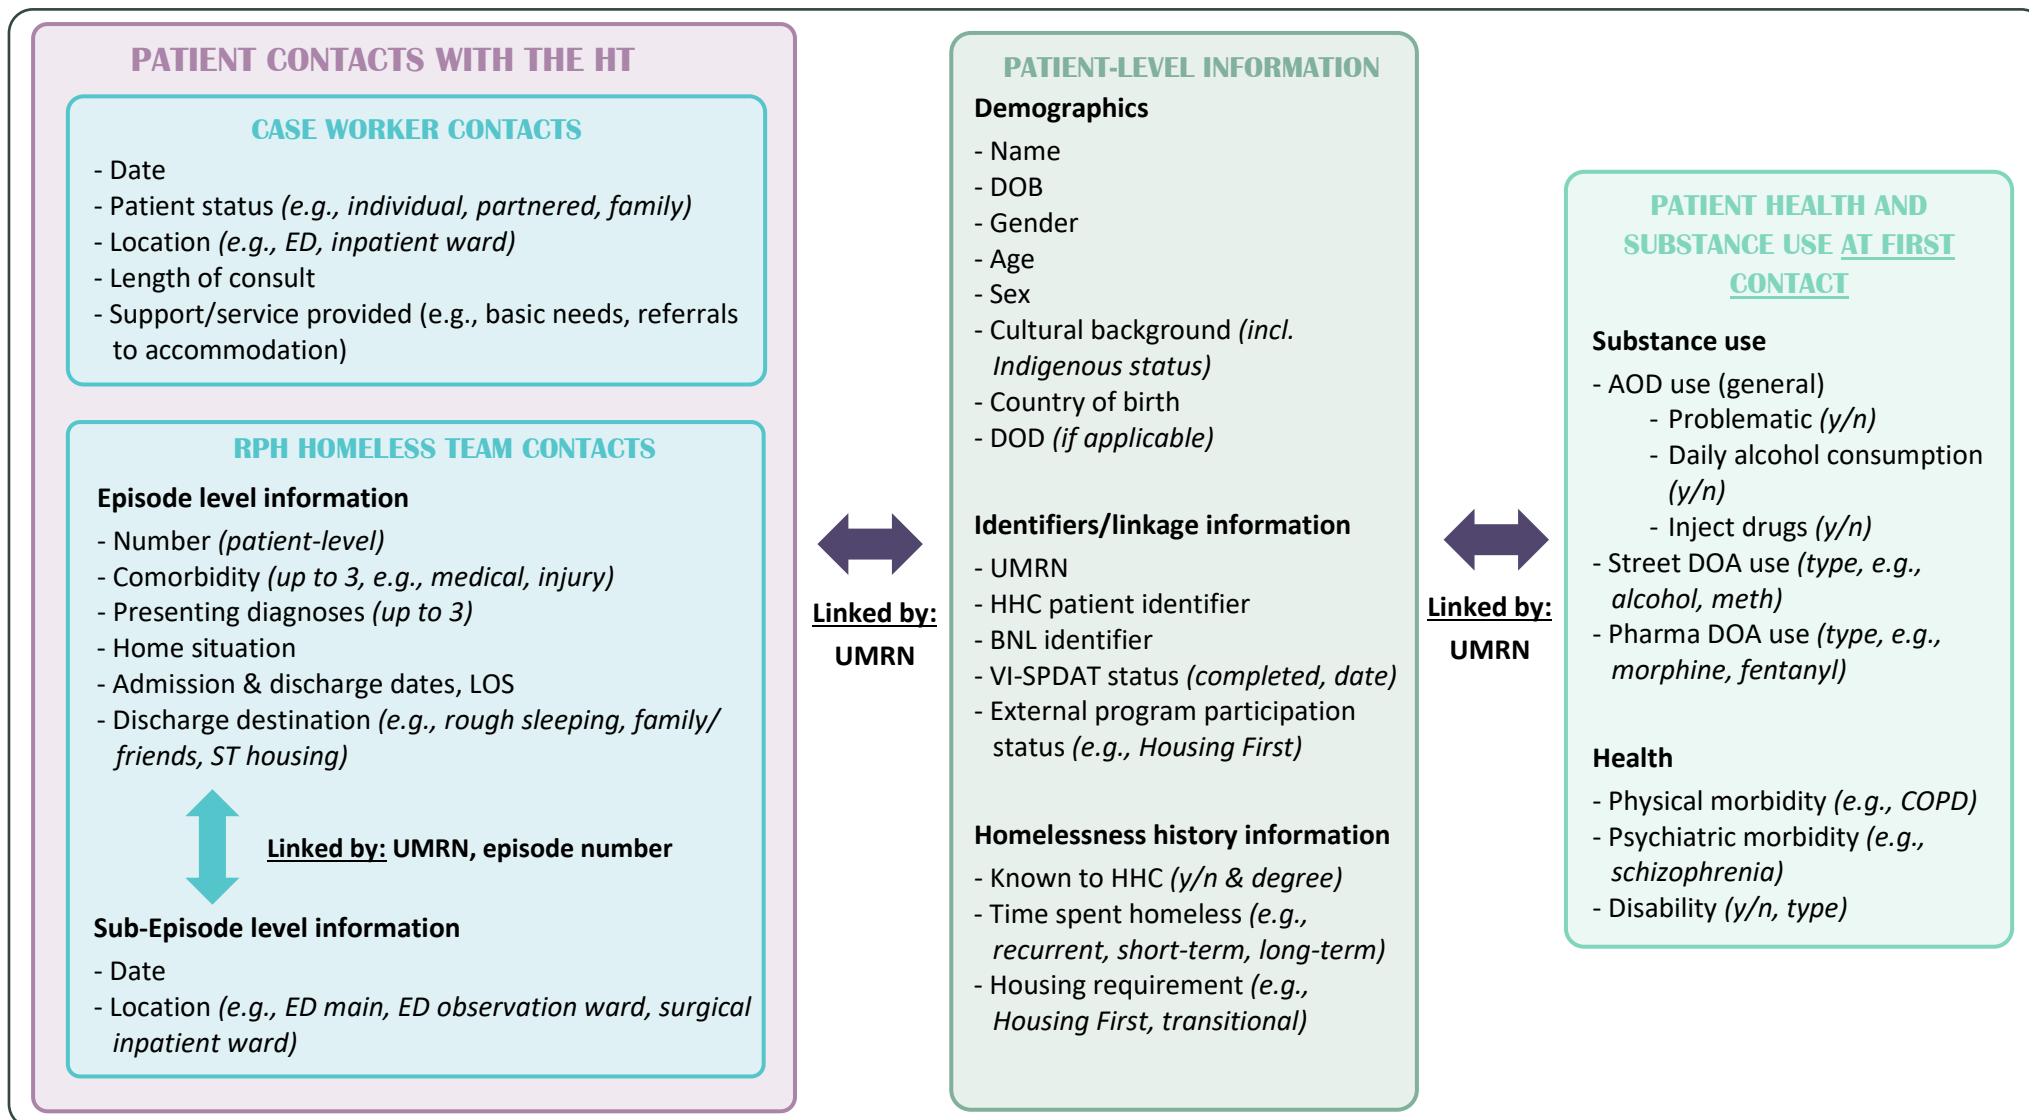 PATIENT CONTACTS WITH THE HT
CASE WORKER CONTACTS
- Date
- Patient status (e.g., individual, partnered, family)
- Location (e.g., ED, inpatient ward)
- Length of consult
- Support/service provided (e.g., basic needs, referrals
to accommodation)
RPH HOMELESS TEAM CONTACTS
Episode level information
- Number (patient-level)
- Comorbidity (up to 3, e.g., medical, injury)
- Presenting diagnoses (up to 3)
- Home situation
- Admission & discharge dates, LOS
- Discharge destination (e.g., rough sleeping, family/
friends, ST housing)
Linked by: UMRN, episode number
Sub-Episode level information
- Date
- Location (e.g., ED main, ED observation ward, surgical
inpatient ward)
Linked by:
UMRN
PATIENT-LEVEL INFORMATION
Demographics
- Name
- DOB
- Gender
- Age
- Sex
- Cultural background (incl.
Indigenous status)
- Country of birth
- DOD (if applicable)
Identifiers/linkage information
- UMRN
- HHC patient identifier
- BNL identifier
- VI-SPDAT status (completed, date)
- External program participation
status (e.g., Housing First)
Homelessness history information
- Known to HHC (y/n & degree)
- Time spent homeless (e.g.,
recurrent, short-term, long-term)
- Housing requirement (e.g.,
Housing First, transitional)
Linked by:
UMRN
PATIENT HEALTH AND
SUBSTANCE USE AT FIRST
CONTACT
Substance use
- AOD use (general)
- Problematic (y/n)
- Daily alcohol consumption
(y/n)
- Inject drugs (y/n)
- Street DOA use (type, e.g.,
alcohol, meth)
- Pharma DOA use (type, e.g.,
morphine, fentanyl)
Health
- Physical morbidity (e.g., COPD)
- Psychiatric morbidity (e.g.,
schizophrenia)
- Disability (y/n, type)